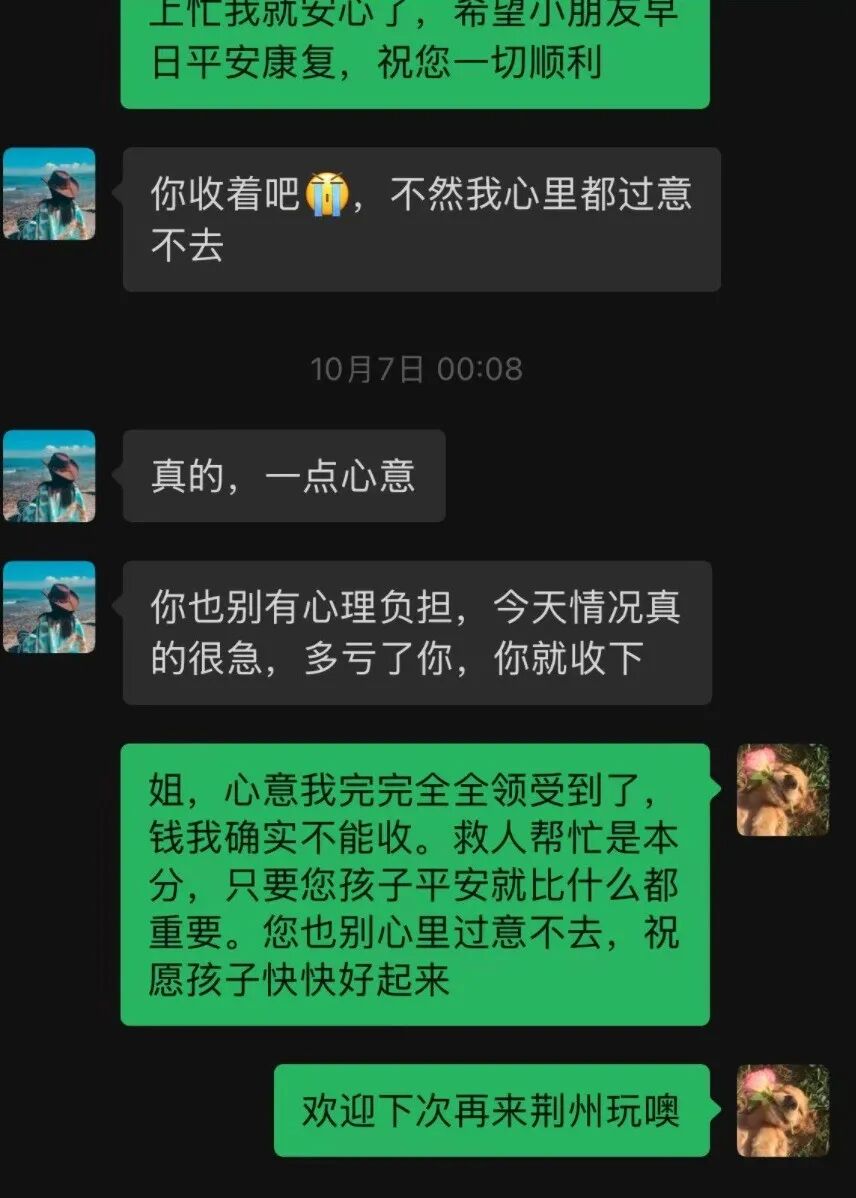 上忙我就安心了，希望小朋友早
日平安康复，祝您一切顺利
你收着吧😭，不然我心里都过意
不去
10月7日 00:08
真的，一点心意
你也别有心理负担，今天情况真
的很急，多亏了你，你就收下
姐，心意我完完全全领受到了，
钱我确实不能收。救人帮忙是本
分，只要您孩子平安就比什么都
重要。您也别心里过意不去，祝
愿孩子快快好起来
欢迎下次再来荆州玩噢